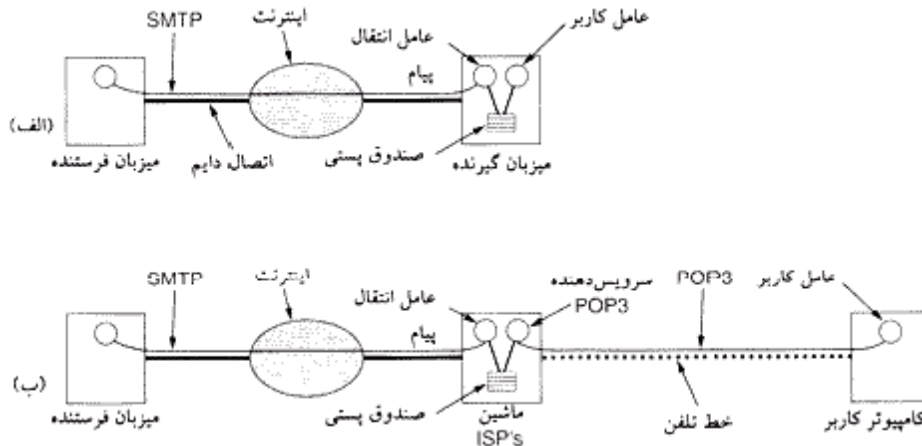 SMTP
اینترنت
عامل انتقال
عامل کاربر
پیام
(الف)
میزبان فرستنده
اتصال دایم
صندوق پستی
میزبان گیرنده
SMTP
اینترنت
عامل انتقال
سرویس‌دهنده
POP3
POP3
عامل کاربر
پیام
(ب)
میزبان فرستنده
صندوق پستی
ماشین
ISP's
خط تلفن
کامپیوتر کاربر